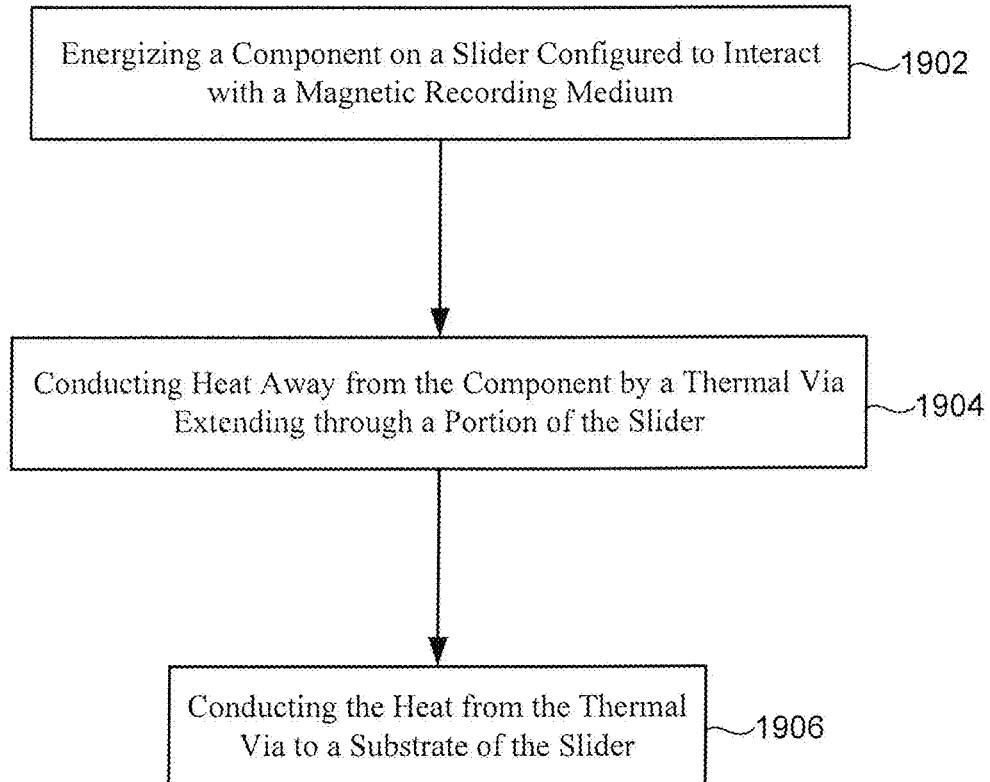 Energizing a Component on a Slider Configured to Interact
with a Magnetic Recording Medium
1902
Conducting Heat Away from the Component by a Thermal Via
Extending through a Portion of the Slider
1904
Conducting the Heat from the Thermal
Via to a Substrate of the Slider
1906